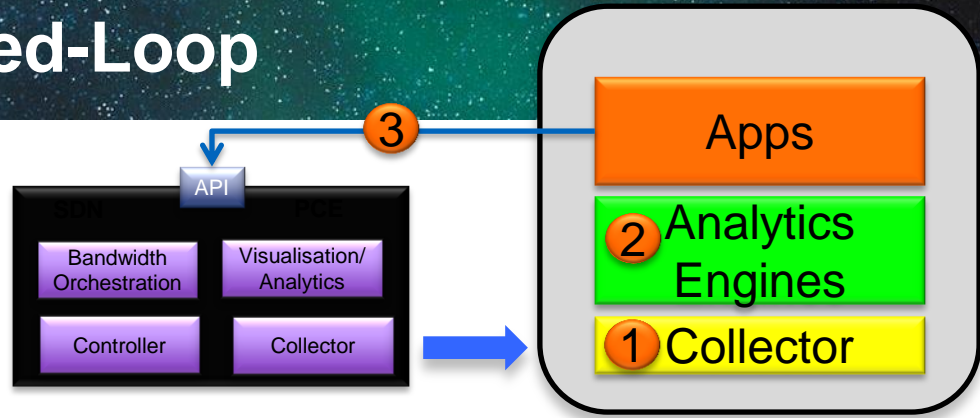 ed-Loop
3
API
SDN PCE
Bandwidth
Orchestration
Visualisation/
Analytics
Controller
Collector
Apps
2
Analytics
Engines
1
Collector